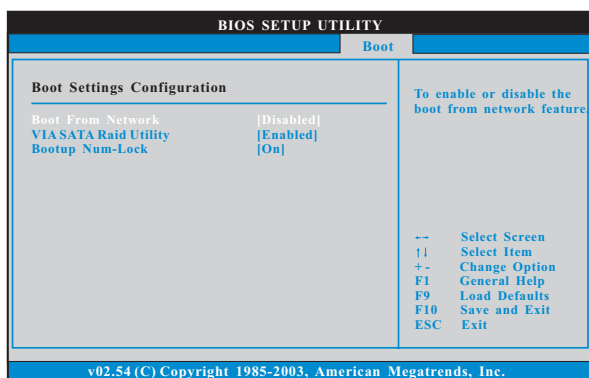 BIOS SETUP UTILITY
Boot
Boot Settings Configuration
Boot From Network [Disabled]
VIA SATA Raid Utility [Enabled]
Bootup Num-Lock [On]
To enable or disable the
boot from network feature.
←→ Select Screen
↑↓ Select Item
+- Change Option
F1 General Help
F9 Load Defaults
F10 Save and Exit
ESC Exit
v02.54 (C) Copyright 1985-2003, American Megatrends, Inc.